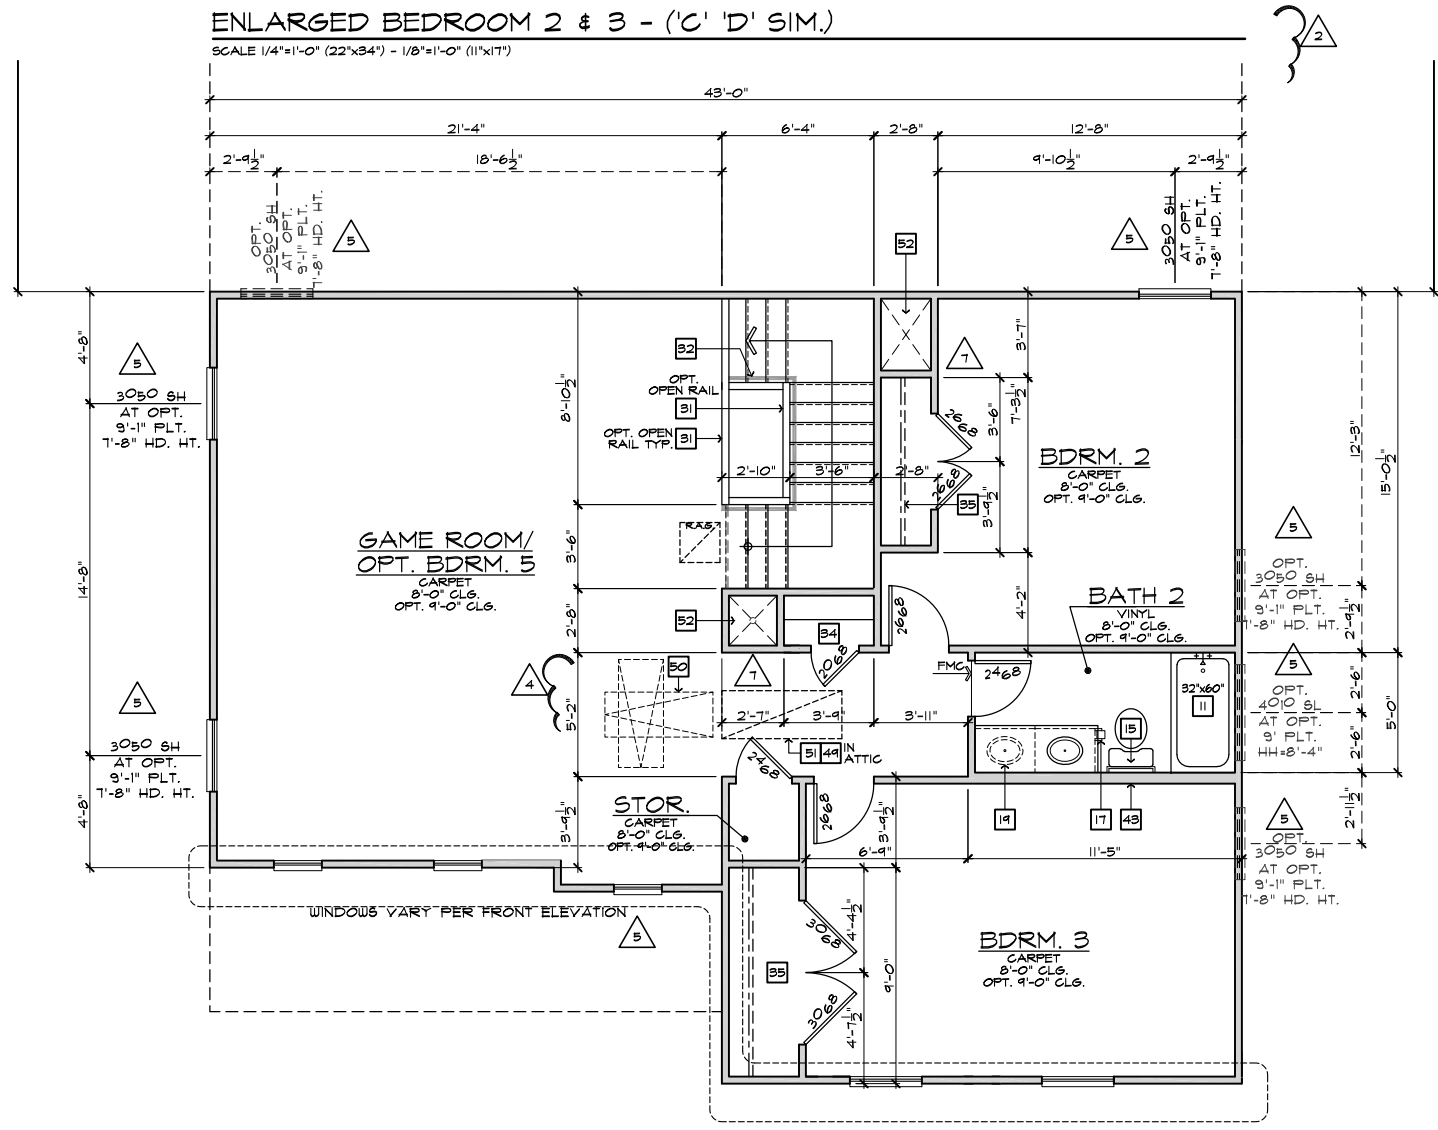 ENLARGED BEDROOM 2 & 3 - ('C' 'D' SIM.)
SCALE 1/4"=1'-0" (22"x34") - 1/8"=1'-0" (11"x17")
2
43'-0"
21'-4"
6'-4"
2'-8"
12'-8"
2'-9 1/2"
18'-6 1/2"
9'-10 1/2"
2'-9 1/2"
OPT.
3050 SH
AT OPT.
9'-1" PLT.
7'-8" HD. HT.
5
52
5
3050 SH
AT OPT.
9'-1" PLT.
7'-8" HD. HT.
4'-8"
5
3050 SH
AT OPT.
9'-1" PLT.
7'-8" HD. HT.
14'-8"
5
3050 SH
AT OPT.
9'-1" PLT.
7'-8" HD. HT.
4'-8"
8'-10 1/2"
3'-6"
2'-8"
5'-2"
3'-9 1/2"
32
OPT.
OPEN RAIL
31
OPT. OPEN
RAIL TYP.
31
2'-10"
3'-6"
2'-8"
R.A.G.
7
2668
2668
35
3'-7"
3'-6"
7'-3 1/2"
3'-9 1/2"
4'-2"
BDRM. 2
CARPET
8'-0" CLG.
OPT. 9'-0" CLG.
12'-3"
15'-0 1/2"
GAME ROOM/
OPT. BDRM. 5
CARPET
8'-0" CLG.
OPT. 9'-0" CLG.
5
OPT.
3050 SH
AT OPT.
9'-1" PLT.
7'-8" HD. HT.
2'-9 1/2"
52
34
2068
2668
BATH 2
VINYL
8'-0" CLG.
OPT. 9'-0" CLG.
FMC
2468
32"x60"
11
15
5
OPT.
4010 SL
AT OPT.
9' PLT.
HH=8'-4"
2'-6"
2'-6"
5'-0"
4
50
7
2'-7"
3'-9"
3'-11"
51
49
IN
ATTIC
2468
2668
19
17
43
STOR.
CARPET
8'-0" CLG.
OPT. 9'-0" CLG.
3'-9 1/2"
6'-9"
11'-5"
5
OPT.
3050 SH
AT OPT.
9'-1" PLT.
7'-8" HD. HT.
2'-11 1/2"
WINDOWS VARY PER FRONT ELEVATION
5
35
3068
3068
4'-4 1/2"
4'-7 1/2"
9'-0"
BDRM. 3
CARPET
8'-0" CLG.
OPT. 9'-0" CLG.